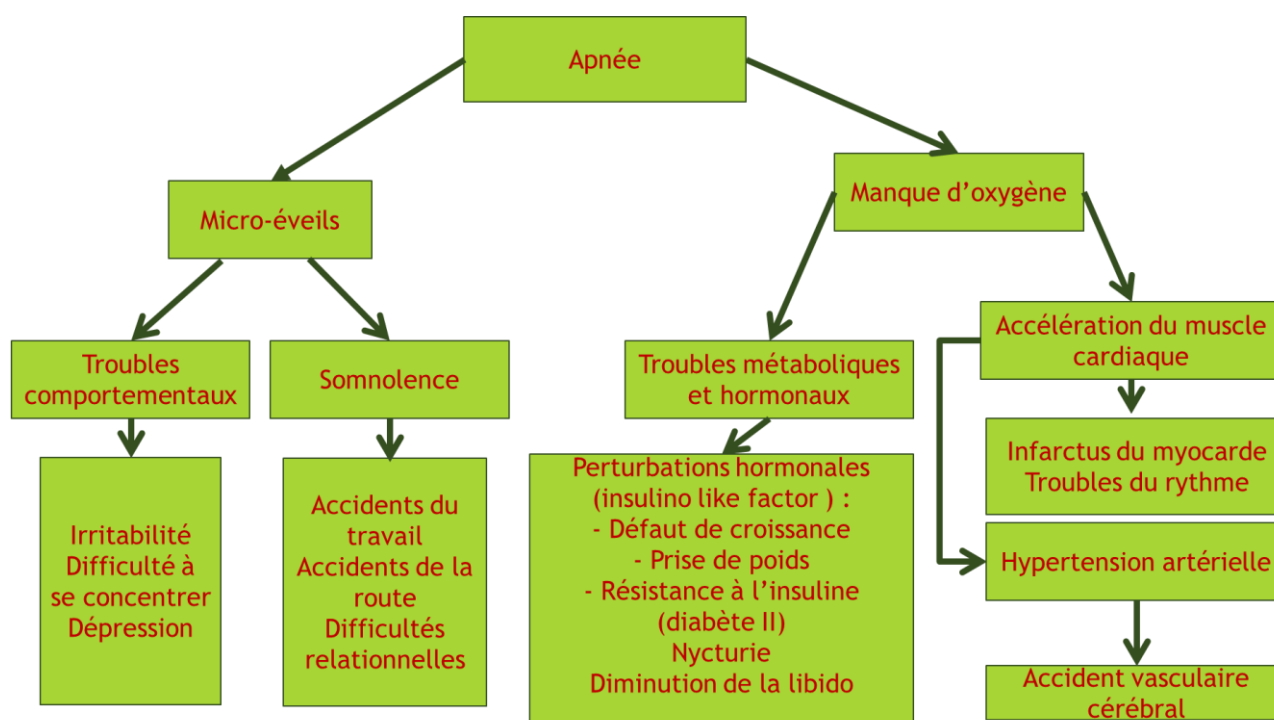 Apnée
Micro-éveils
Manque d’oxygène
Troubles
comportementaux
Somnolence
Troubles métaboliques
et hormonaux
Accélération du muscle
cardiaque
Irritabilité
Difficulté à
se concentrer
Dépression
Accidents du
travail
Accidents de la
route
Difficultés
relationnelles
Perturbations hormonales
(insulino like factor ) :
- Défaut de croissance
- Prise de poids
- Résistance à l’insuline
(diabète II)
Nycturie
Diminution de la libido
Infarctus du myocarde
Troubles du rythme
Hypertension artérielle
Accident vasculaire
cérébral